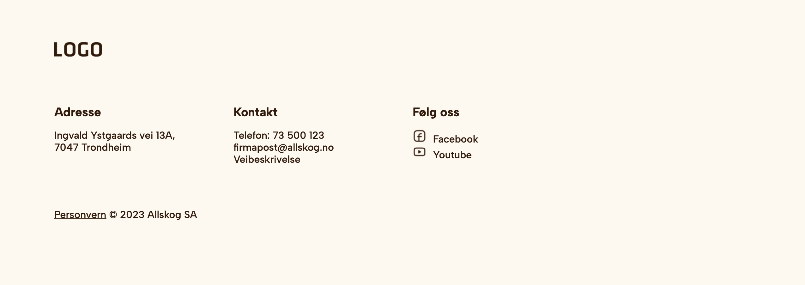 LOGO
Adresse
Ingvald Ystgaards vei 13A,
7047 Trondheim
Kontakt
Telefon: 73 500 123
firmapost@allskog.no
Veibeskrivelse
Følg oss
Facebook
Youtube
Personvern © 2023 Allskog SA